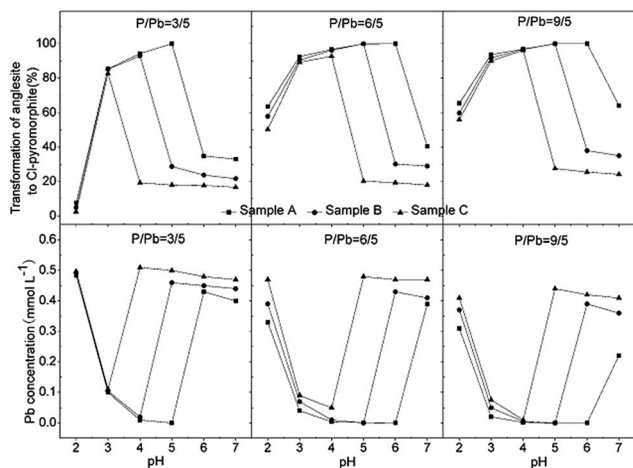 P/Pb=3/5 P/Pb=6/5 P/Pb=9/5
Transformation of anglesite
to Cl-pyromorphite(%)
100
80
60
40
20
0
Sample A Sample B Sample C
P/Pb=3/5 P/Pb=6/5 P/Pb=9/5
Pb concentration (mmol L⁻¹)
0.6
0.5
0.4
0.3
0.2
0.1
0.0
2 3 4 5 6 7 2 3 4 5 6 7 2 3 4 5 6 7
pH pH pH